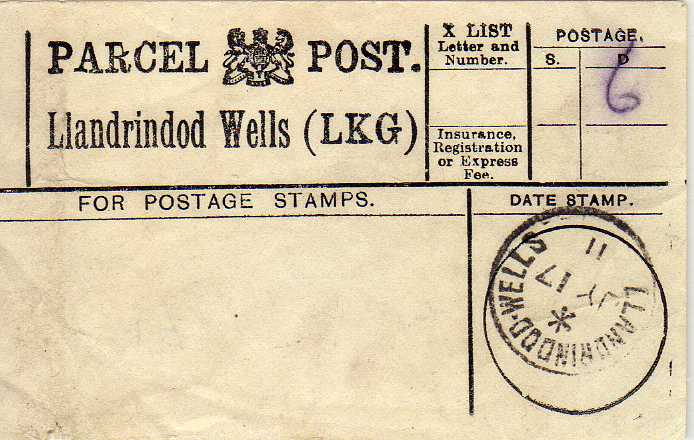 PARCEL POST.
Llandrindod Wells (LKG)
X LIST
Letter and
Number.
Insurance,
Registration
or Express
Fee.
POSTAGE.
S. D
6
FOR POSTAGE STAMPS.
DATE STAMP.
LLANDRINDOD-WELLS
*
17
11